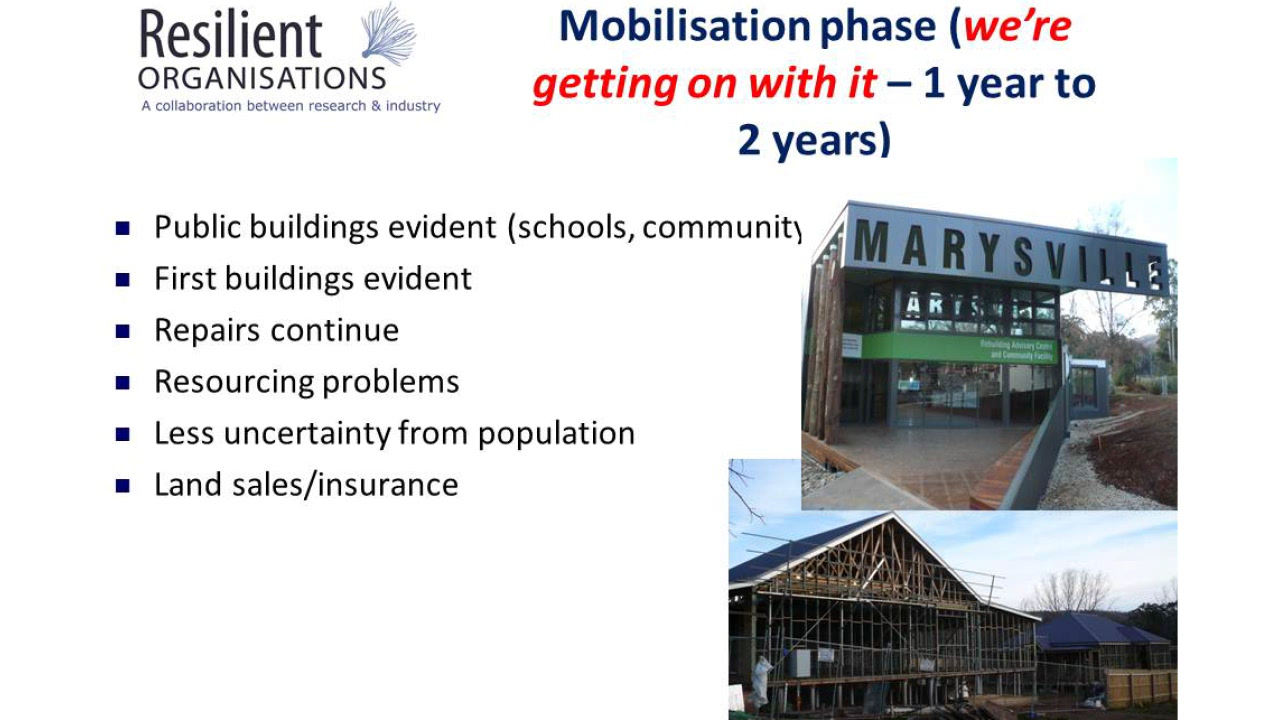 Resilient
ORGANISATIONS
A collaboration between research & industry
Mobilisation phase (we're
getting on with it – 1 year to
2 years)
Public buildings evident (schools, community
First buildings evident
Repairs continue
Resourcing problems
Less uncertainty from population
Land sales/insurance
MARYSVILLE
Rebuilding Advisory Centre
and Community Facility